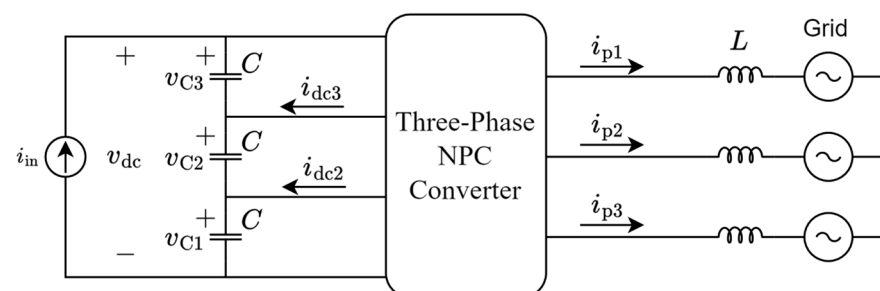 Grid
+ + C i_p1 L
v_C3
i_dc3
+ C Three-Phase i_p2
i_in v_dc v_C2 NPC
i_dc2 Converter
+ C i_p3
v_C1
−